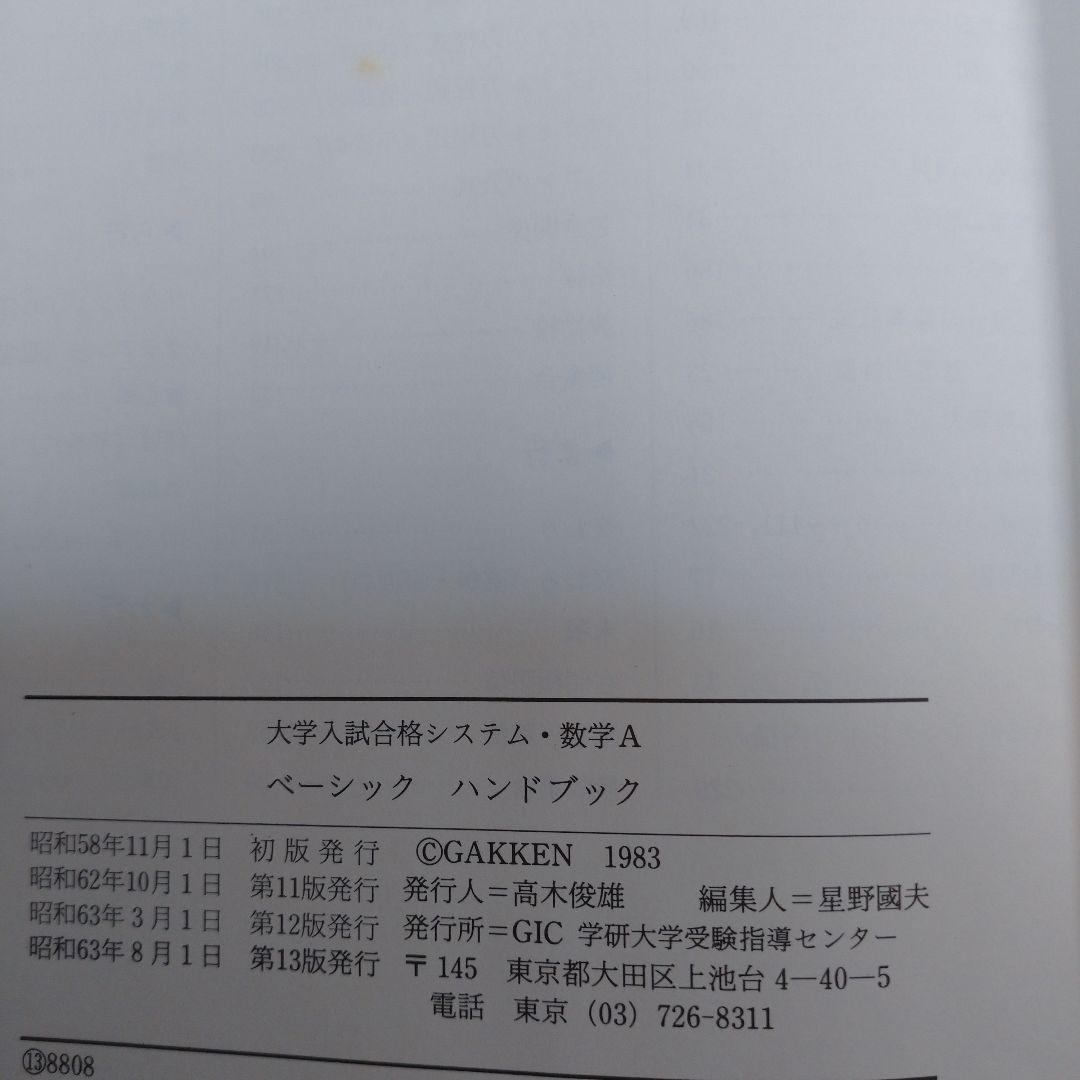 大学入試合格システム・数学A
ベーシック ハンドブック
昭和58年11月1日 初版発行 ©GAKKEN 1983
昭和62年10月1日 第11版発行 発行人=高木俊雄 編集人=星野國夫
昭和63年3月1日 第12版発行 発行所=GIC 学研大学受験指導センター
昭和63年8月1日 第13版発行 〒145 東京都大田区上池台4-40-5
電話 東京 (03) 726-8311
⑬8808